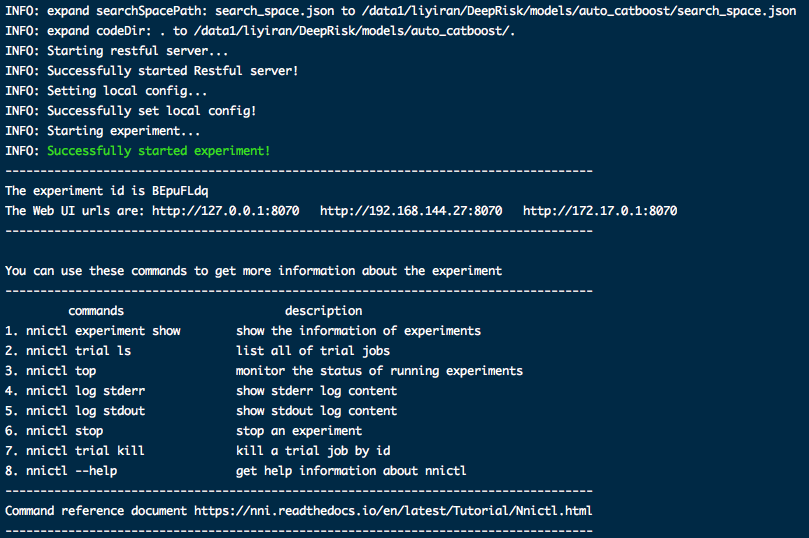 INFO: expand searchSpacePath: search_space.json to /data1/liyiran/DeepRisk/models/auto_catboost/search_space.json
INFO: expand codeDir: . to /data1/liyiran/DeepRisk/models/auto_catboost/.
INFO: Starting restful server...
INFO: Successfully started Restful server!
INFO: Setting local config...
INFO: Successfully set local config!
INFO: Starting experiment...
INFO: Successfully started experiment!
------------------------------------------------------------------------------------
The experiment id is BEpuFLdq
The Web UI urls are: http://127.0.0.1:8070   http://192.168.144.27:8070   http://172.17.0.1:8070
------------------------------------------------------------------------------------

You can use these commands to get more information about the experiment
------------------------------------------------------------------------------------
         commands                       description
1. nnictl experiment show        show the information of experiments
2. nnictl trial ls               list all of trial jobs
3. nnictl top                    monitor the status of running experiments
4. nnictl log stderr             show stderr log content
5. nnictl log stdout             show stdout log content
6. nnictl stop                   stop an experiment
7. nnictl trial kill             kill a trial job by id
8. nnictl --help                 get help information about nnictl
------------------------------------------------------------------------------------
Command reference document https://nni.readthedocs.io/en/latest/Tutorial/Nnictl.html
------------------------------------------------------------------------------------